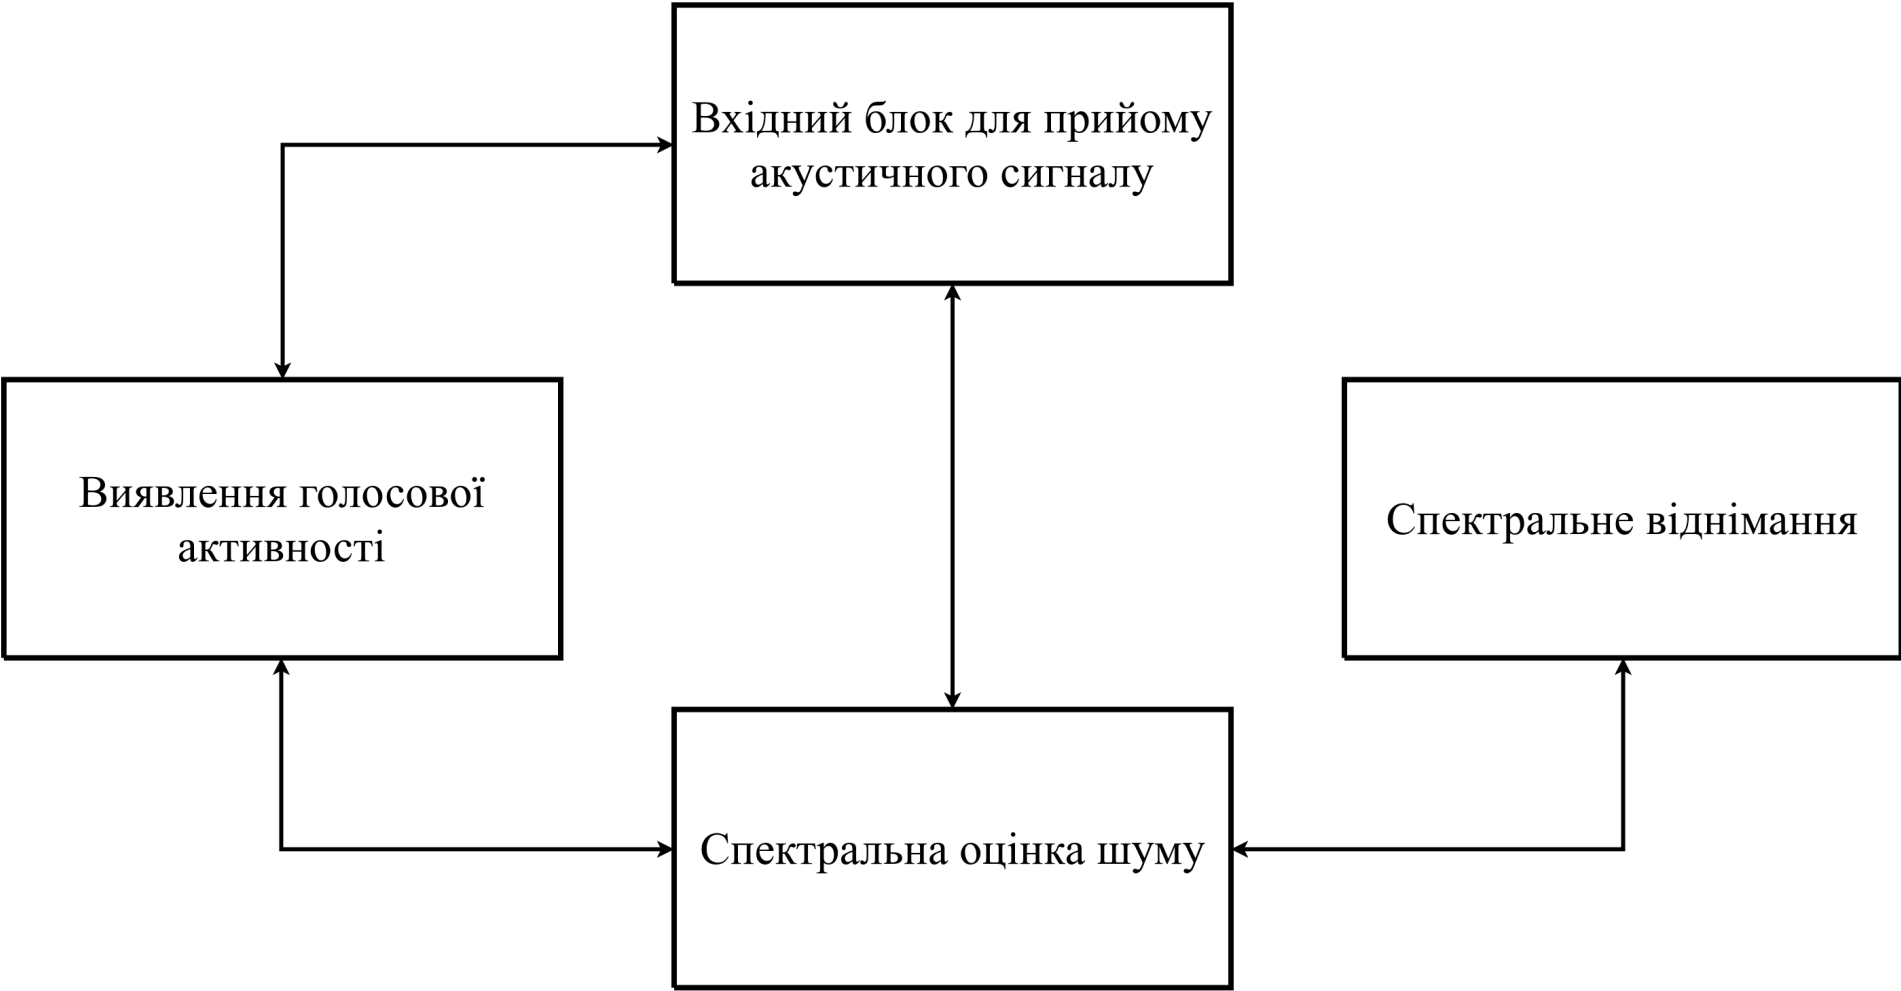 Вхідний блок для прийому
акустичного сигналу
Виявлення голосової
активності
Спектральне віднімання
Спектральна оцінка шуму